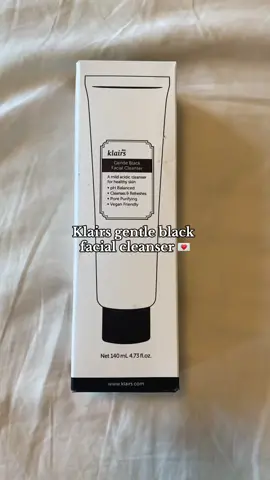 klairs
Gentle Black
Facial Cleanser
A mild acidic cleanser
for healthy skin
• pH Balanced
• Cleanses & Refreshes
• Pore Purifying
• Vegan Friendly
Klairs gentle black
facial cleanser 💌
Net 140 mL 4.73 fl.oz.
www.klairs.com